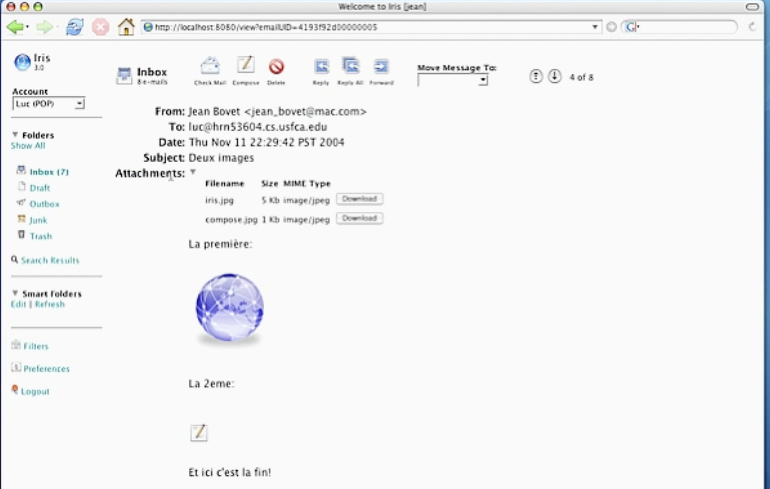 Welcome to Iris [jean]
http://localhost:8080/view?emailUID=4193f92d00000005
G
Iris
3.0
Account
Luc (POP)
Folders
Show All
Inbox (7)
Draft
Outbox
Junk
Trash
Search Results
Smart Folders
Edit | Refresh
Filters
Preferences
Logout
Inbox
8 e-mails
Check Mail Compose Delete Reply Reply All Forward
Move Message To:
4 of 8
From: Jean Bovet <jean_bovet@mac.com>
To: luc@hrn53604.cs.usfca.edu
Date: Thu Nov 11 22:29:42 PST 2004
Subject: Deux images
Attachments:
Filename Size MIME Type
iris.jpg 5 Kb image/jpeg Download
compose.jpg 1 Kb image/jpeg Download
La première:
La 2eme:
Et ici c'est la fin!